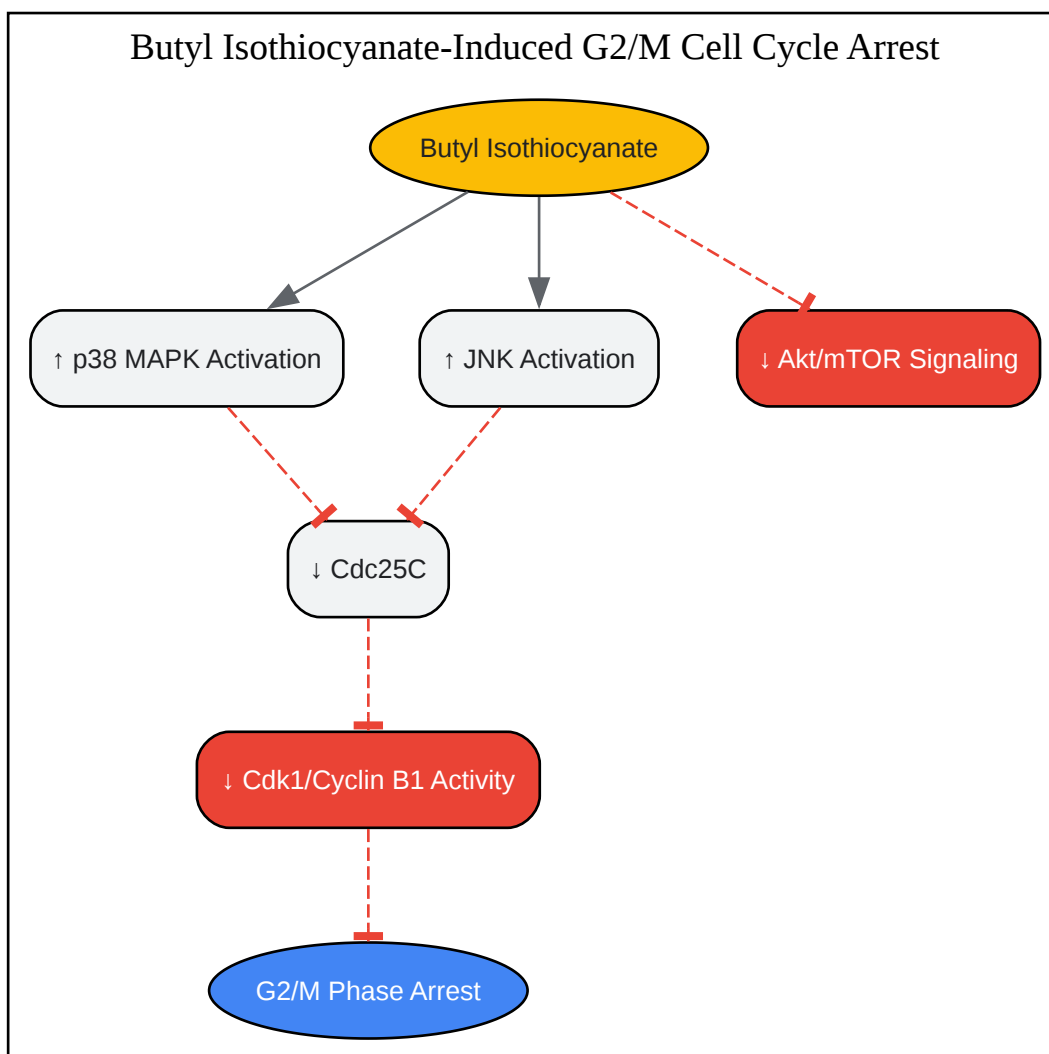 Butyl Isothiocyanate-Induced G2/M Cell Cycle Arrest
Butyl Isothiocyanate
↑ p38 MAPK Activation
↑ JNK Activation
↓ Akt/mTOR Signaling
↓ Cdc25C
↓ Cdk1/Cyclin B1 Activity
G2/M Phase Arrest